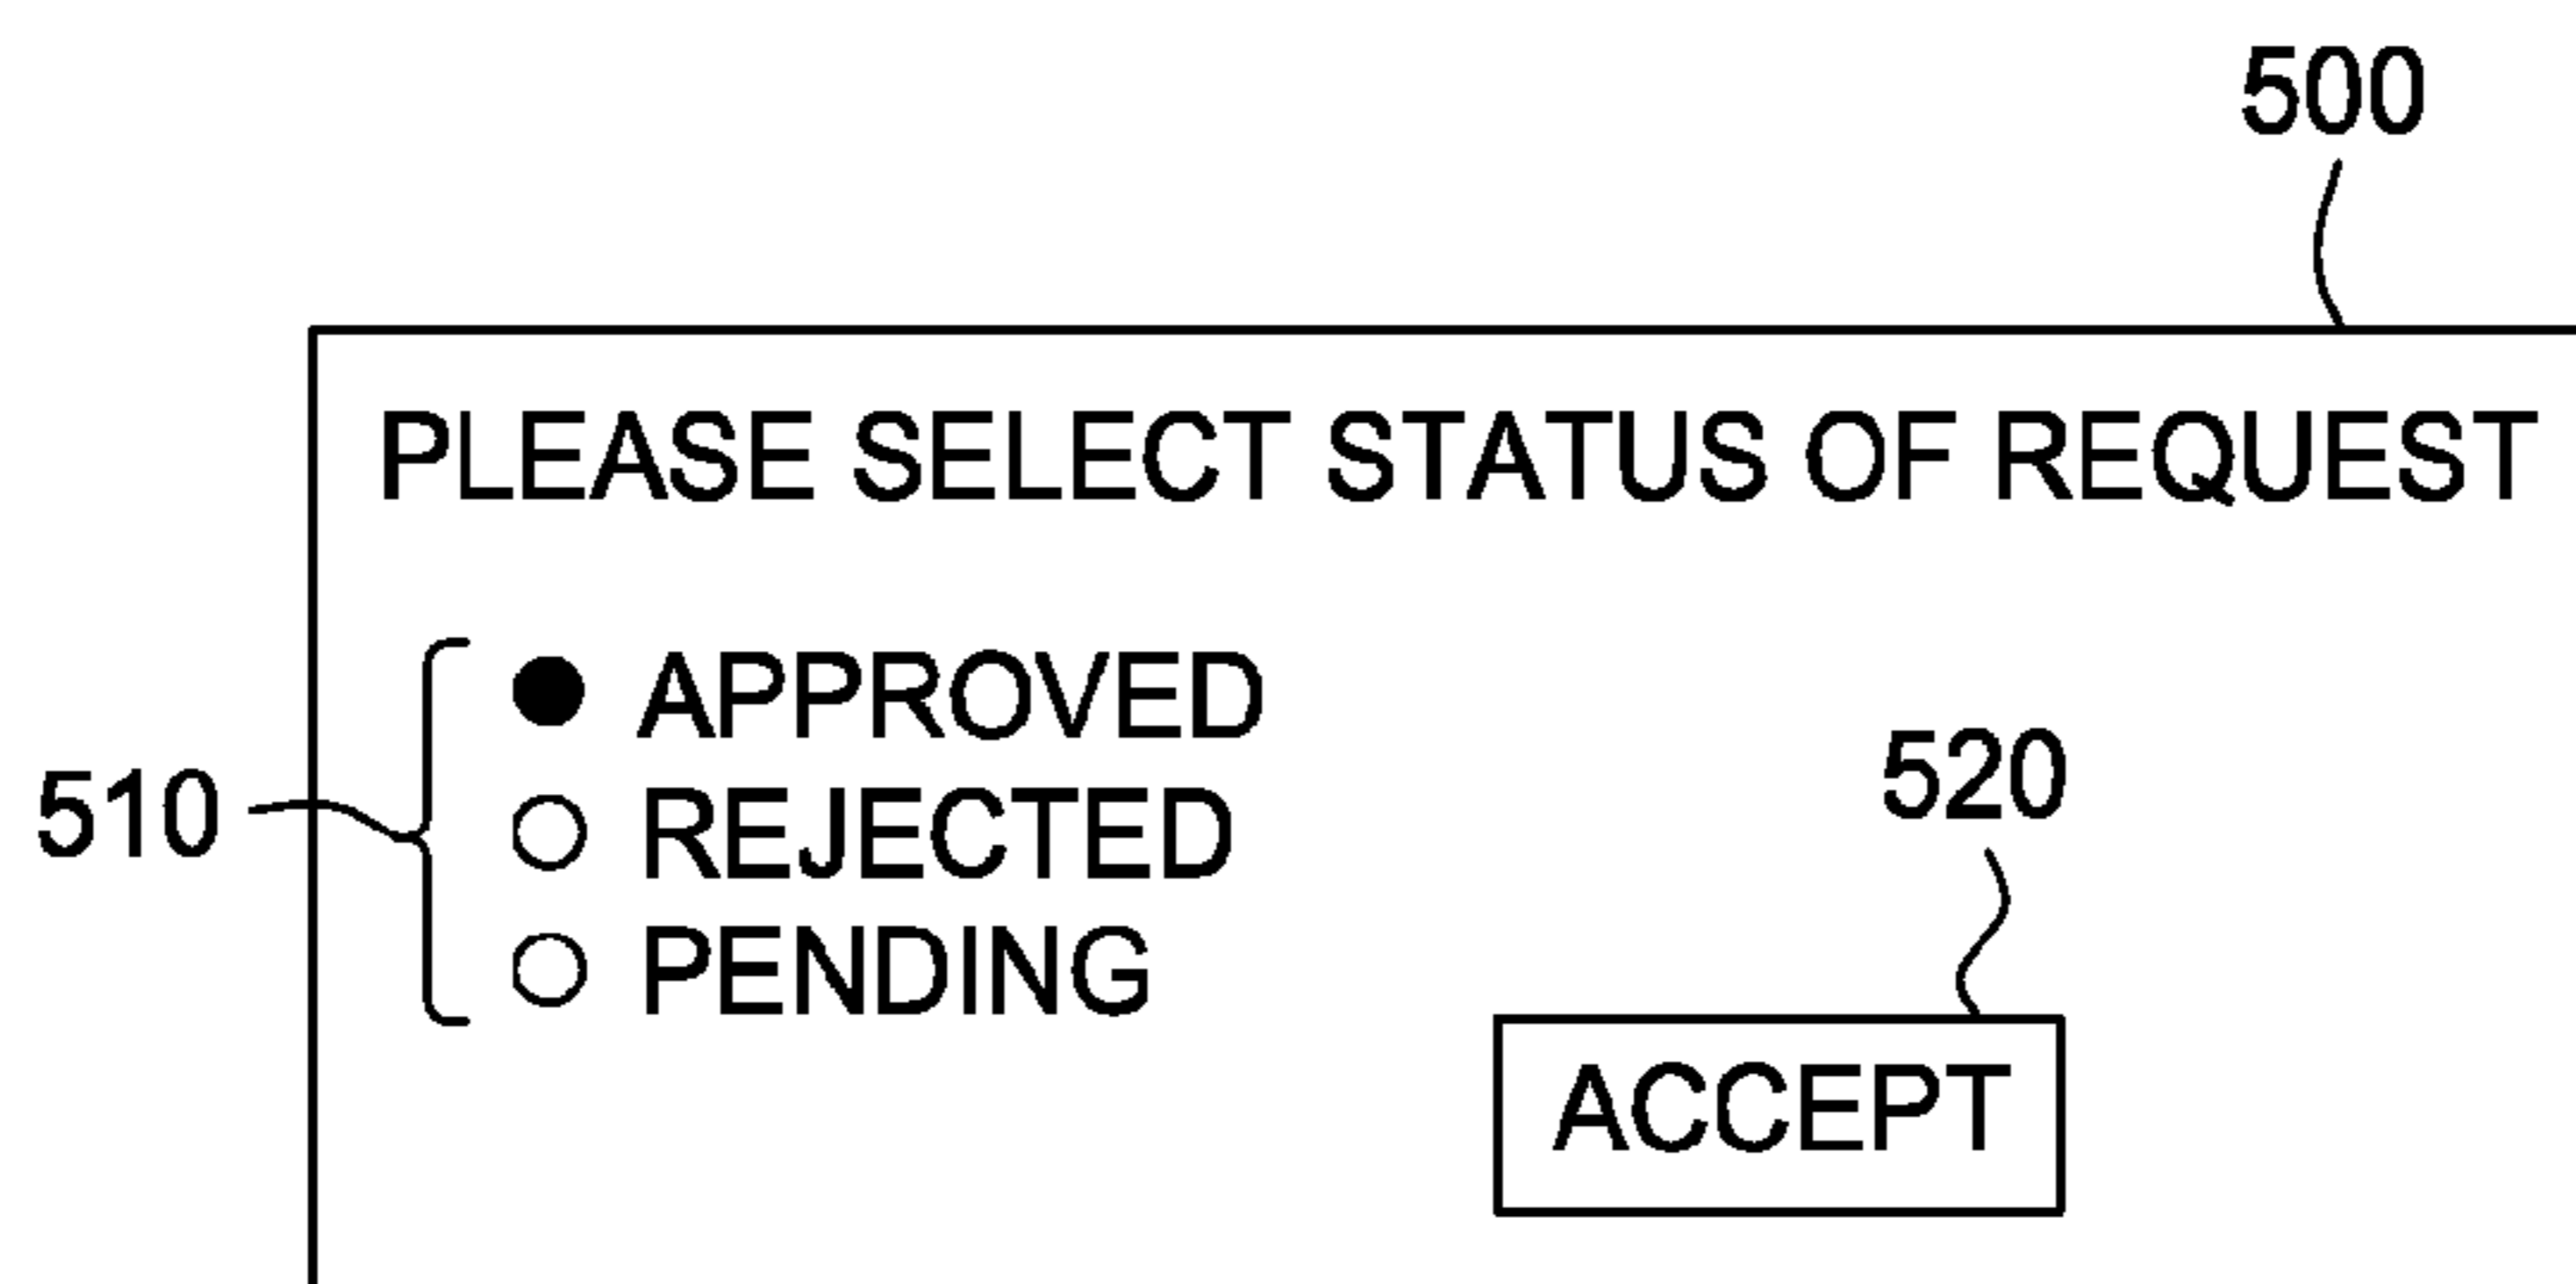 500
PLEASE SELECT STATUS OF REQUEST
APPROVED
510
REJECTED
520
PENDING
ACCEPT